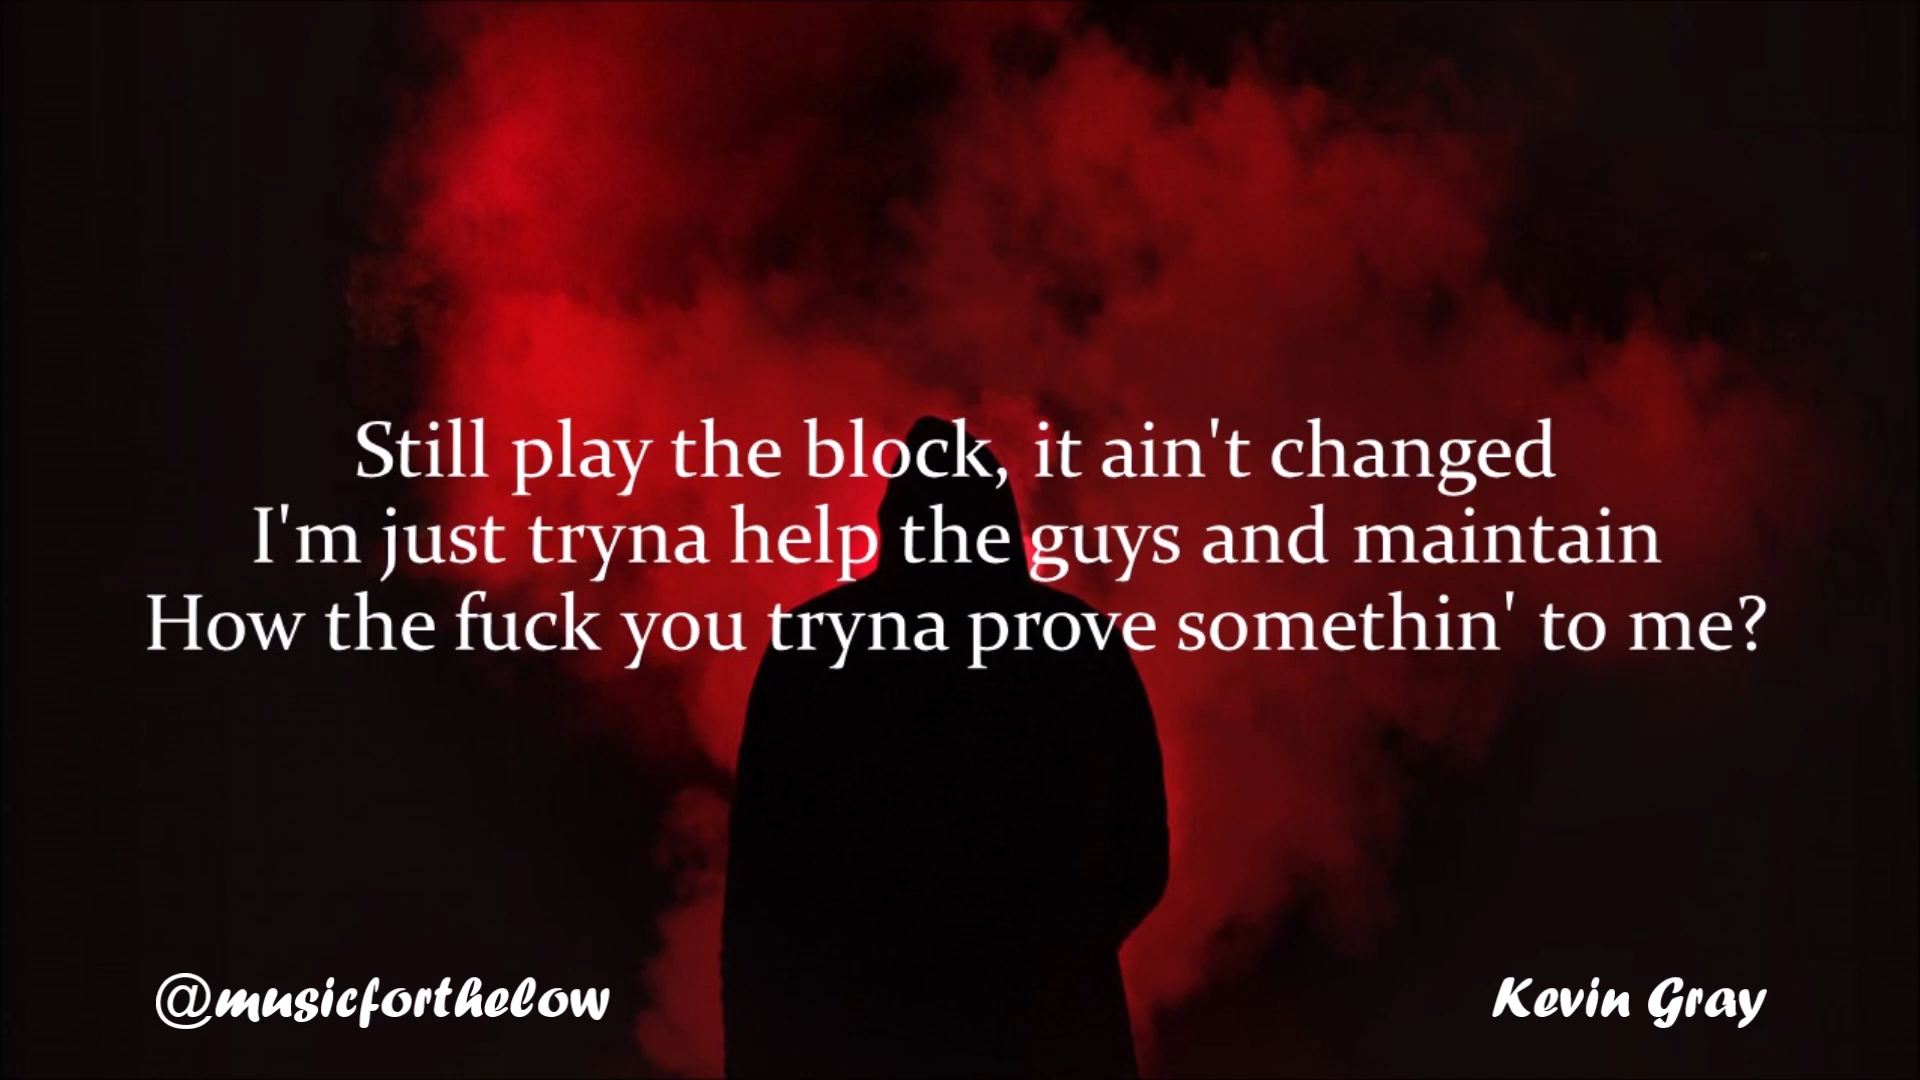 Still play the block, it ain't changed
I'm just tryna help the guys and maintain
How the fuck you tryna prove somethin' to me?
@musicforthelow
Kevin Gray